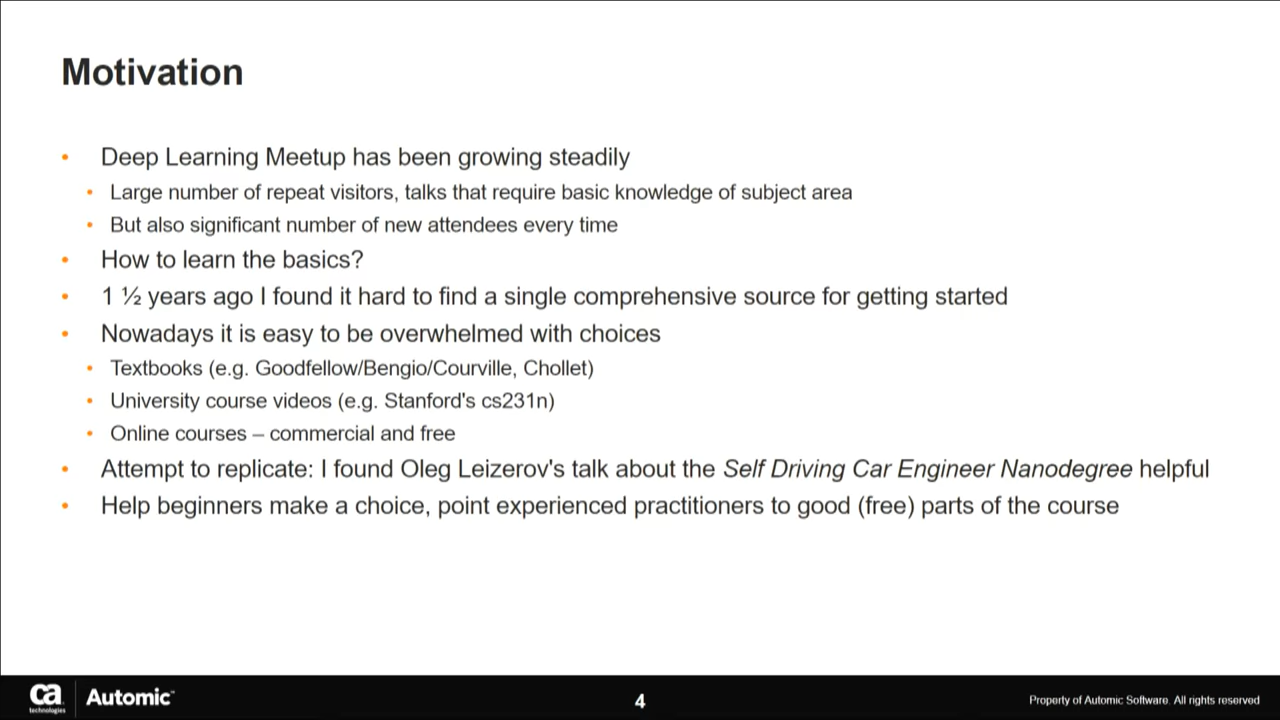 Motivation
• Deep Learning Meetup has been growing steadily
• Large number of repeat visitors, talks that require basic knowledge of subject area
• But also significant number of new attendees every time
• How to learn the basics?
• 1 ½ years ago I found it hard to find a single comprehensive source for getting started
• Nowadays it is easy to be overwhelmed with choices
• Textbooks (e.g. Goodfellow/Bengio/Courville, Chollet)
• University course videos (e.g. Stanford's cs231n)
• Online courses – commercial and free
• Attempt to replicate: I found Oleg Leizerov's talk about the Self Driving Car Engineer Nanodegree helpful
• Help beginners make a choice, point experienced practitioners to good (free) parts of the course
ca technologies
Automic™
4
Property of Automic Software. All rights reserved